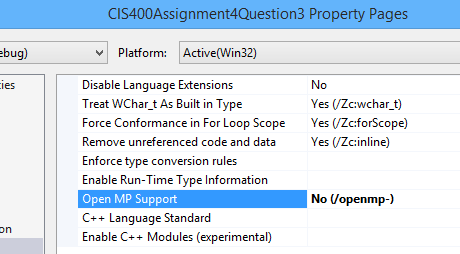 CIS400Assignment4Question3 Property Pages
ebug)
Platform: Active(Win32)
ties
Disable Language Extensions No
Treat WChar_t As Built in Type Yes (/Zc:wchar_t)
Force Conformance in For Loop Scope Yes (/Zc:forScope)
Remove unreferenced code and data Yes (/Zc:inline)
Enforce type conversion rules
Enable Run-Time Type Information
Open MP Support No (/openmp-)
C++ Language Standard
on
Enable C++ Modules (experimental)